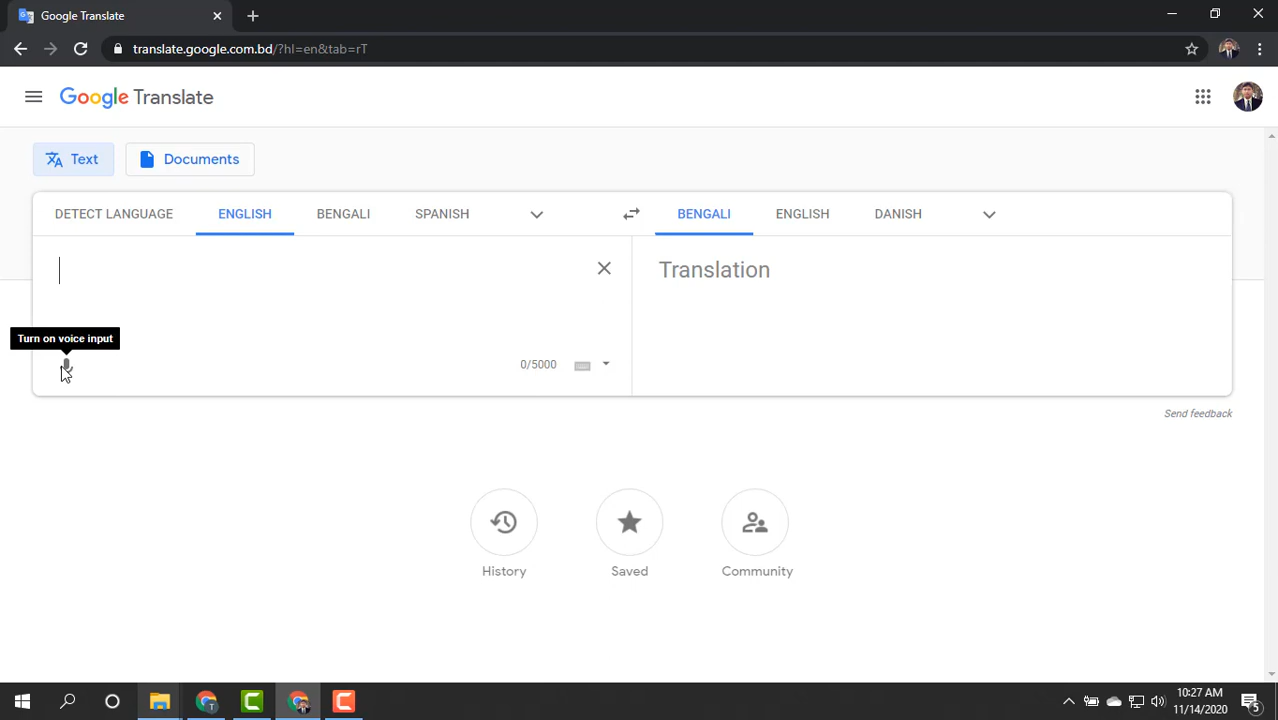 Google Translate
translate.google.com.bd/?hl=en&tab=rT
Google Translate
Text
Documents
DETECT LANGUAGE
ENGLISH
BENGALI
SPANISH
BENGALI
ENGLISH
DANISH
Translation
Turn on voice input
0/5000
Send feedback
History
Saved
Community
10:27 AM
11/14/2020
5